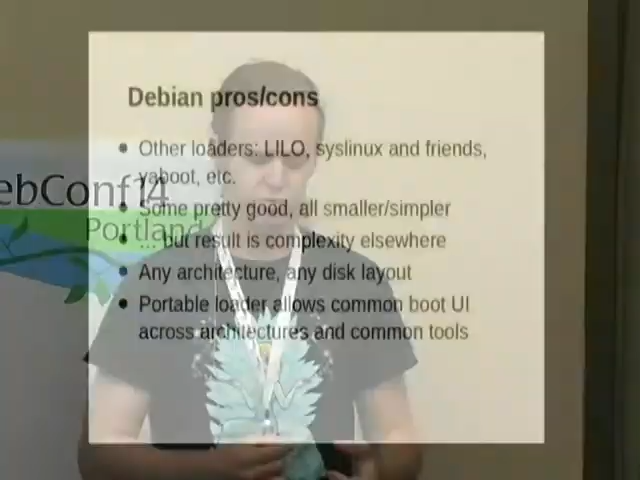 Debian pros/cons
• Other loaders: LILO, syslinux and friends,
yaboot, etc.
• Some pretty good, all smaller/simpler
• ... but result is complexity elsewhere
• Any architecture, any disk layout
• Portable loader allows common boot UI
across architectures and common tools
ebConf14
Portland